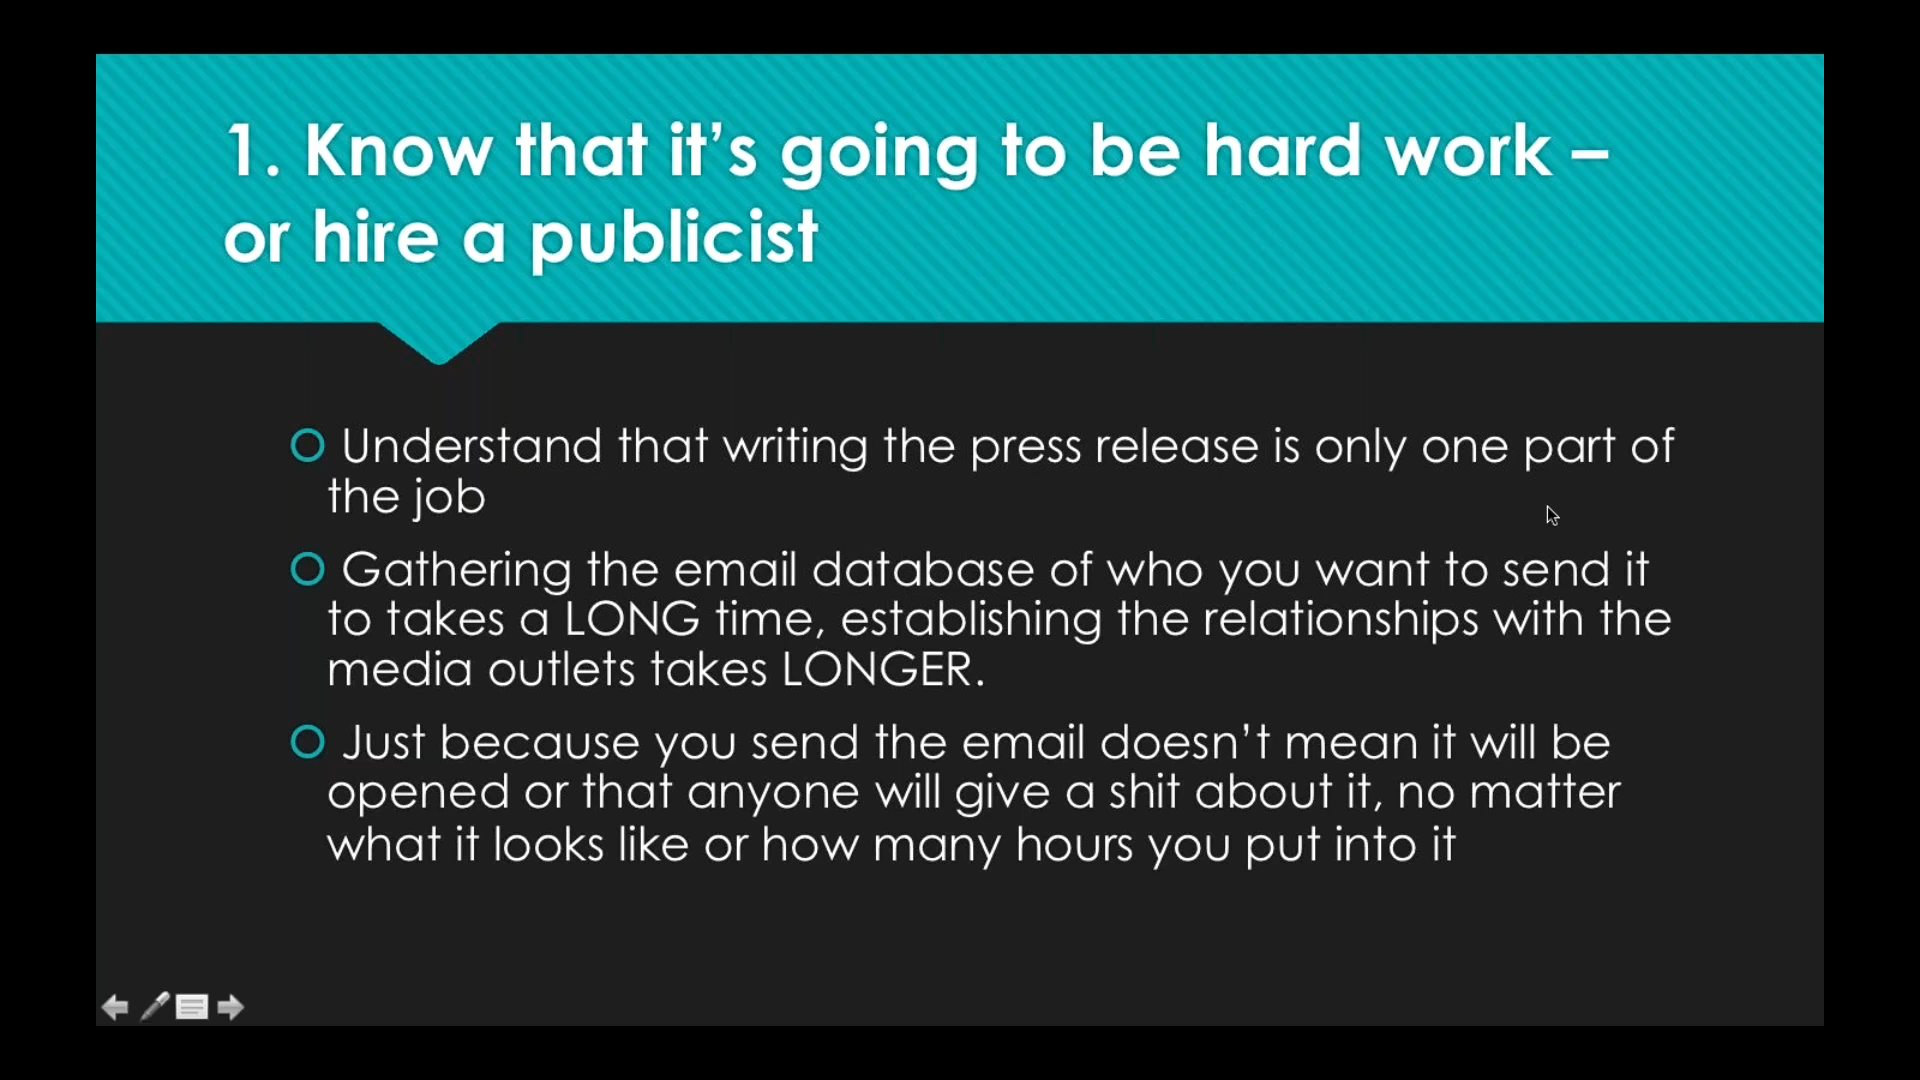 1. Know that it’s going to be hard work –
or hire a publicist
Understand that writing the press release is only one part of
the job
Gathering the email database of who you want to send it
to takes a LONG time, establishing the relationships with the
media outlets takes LONGER.
Just because you send the email doesn’t mean it will be
opened or that anyone will give a shit about it, no matter
what it looks like or how many hours you put into it